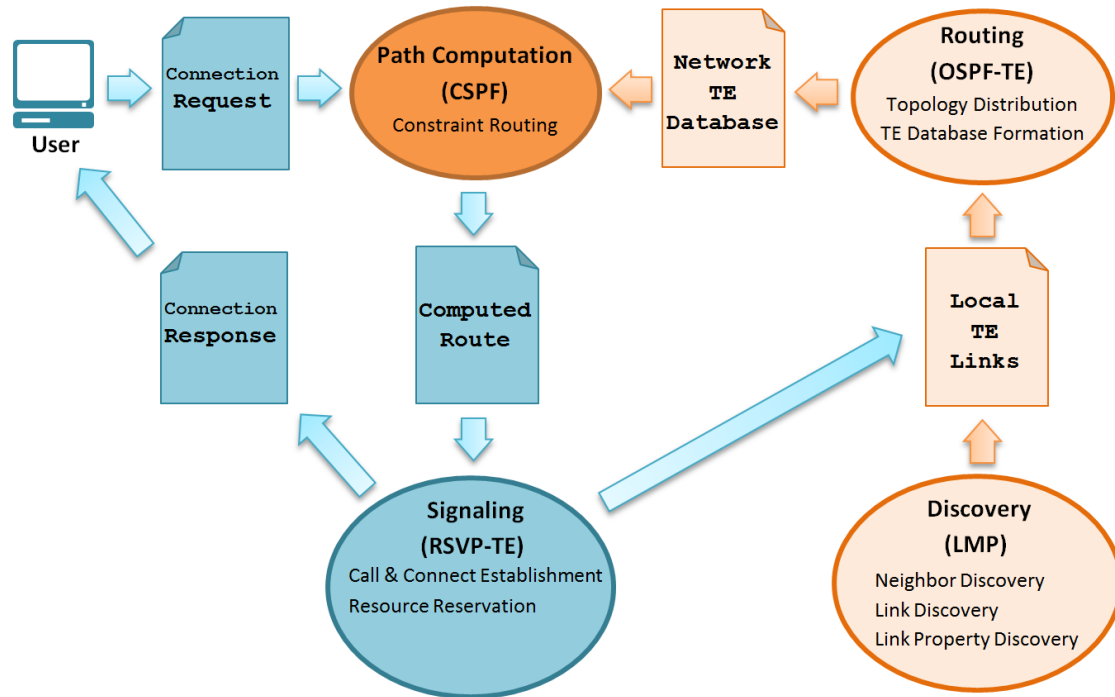 User
Connection
Request
Path Computation
(CSPF)
Constraint Routing
Network
TE
Database
Routing
(OSPF-TE)
Topology Distribution
TE Database Formation
Connection
Response
Computed
Route
Local
TE
Links
Signaling
(RSVP-TE)
Call & Connect Establishment
Resource Reservation
Discovery
(LMP)
Neighbor Discovery
Link Discovery
Link Property Discovery